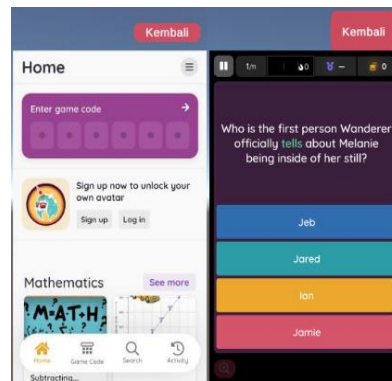 Kembali
Home
Enter game code
Sign up now to unlock your
own avatar
Sign up
Log in
Mathematics
See more
M·A·T·H
Home
Game Code
Search
Activity
Subtracting...
Kembali
1/11
0
0
Who is the first person Wanderer
officially tells about Melanie
being inside of her still?
Jeb
Jared
Ian
Jamie